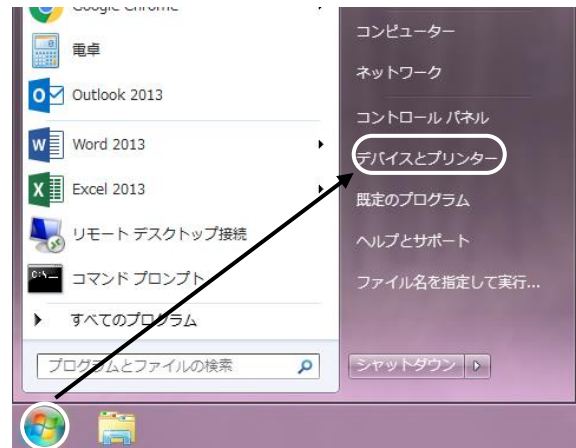 Google Chrome
電卓
Outlook 2013
Word 2013
Excel 2013
リモート デスクトップ接続
コマンド プロンプト
すべてのプログラム
プログラムとファイルの検索
コンピューター
ネットワーク
コントロール パネル
デバイスとプリンター
既定のプログラム
ヘルプとサポート
ファイル名を指定して実行...
シャットダウン